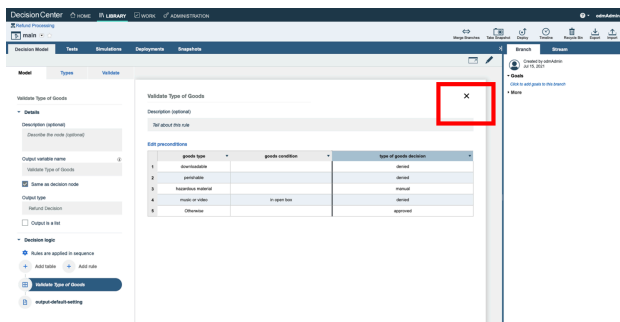 Decision Center HOME LIBRARY WORK ADMINISTRATION odmAdmin
Refund Processing
main
Merge Branches Take Snapshot Deploy Timeline Recycle Bin Export Import
Decision Model Tests Simulations Deployments Snapshots
Branch Stream
Created by odmAdmin
Jul 15, 2021
Goals
Click to add goals to this branch
More
Model Types Validate
Validate Type of Goods
Details
Description (optional)
Describe the node (optional)
Output variable name
Validate Type of Goods
Same as decision node
Output type
Refund Decision
Output is a list
Decision logic
Rules are applied in sequence
+ Add table + Add rule
Validate Type of Goods
output-default-setting
Validate Type of Goods
Description (optional)
Tell about this rule
Edit preconditions
goods type goods condition type of goods decision
1 downloadable denied
2 perishable denied
3 hazardous material manual
4 music or video in open box denied
5 Otherwise approved